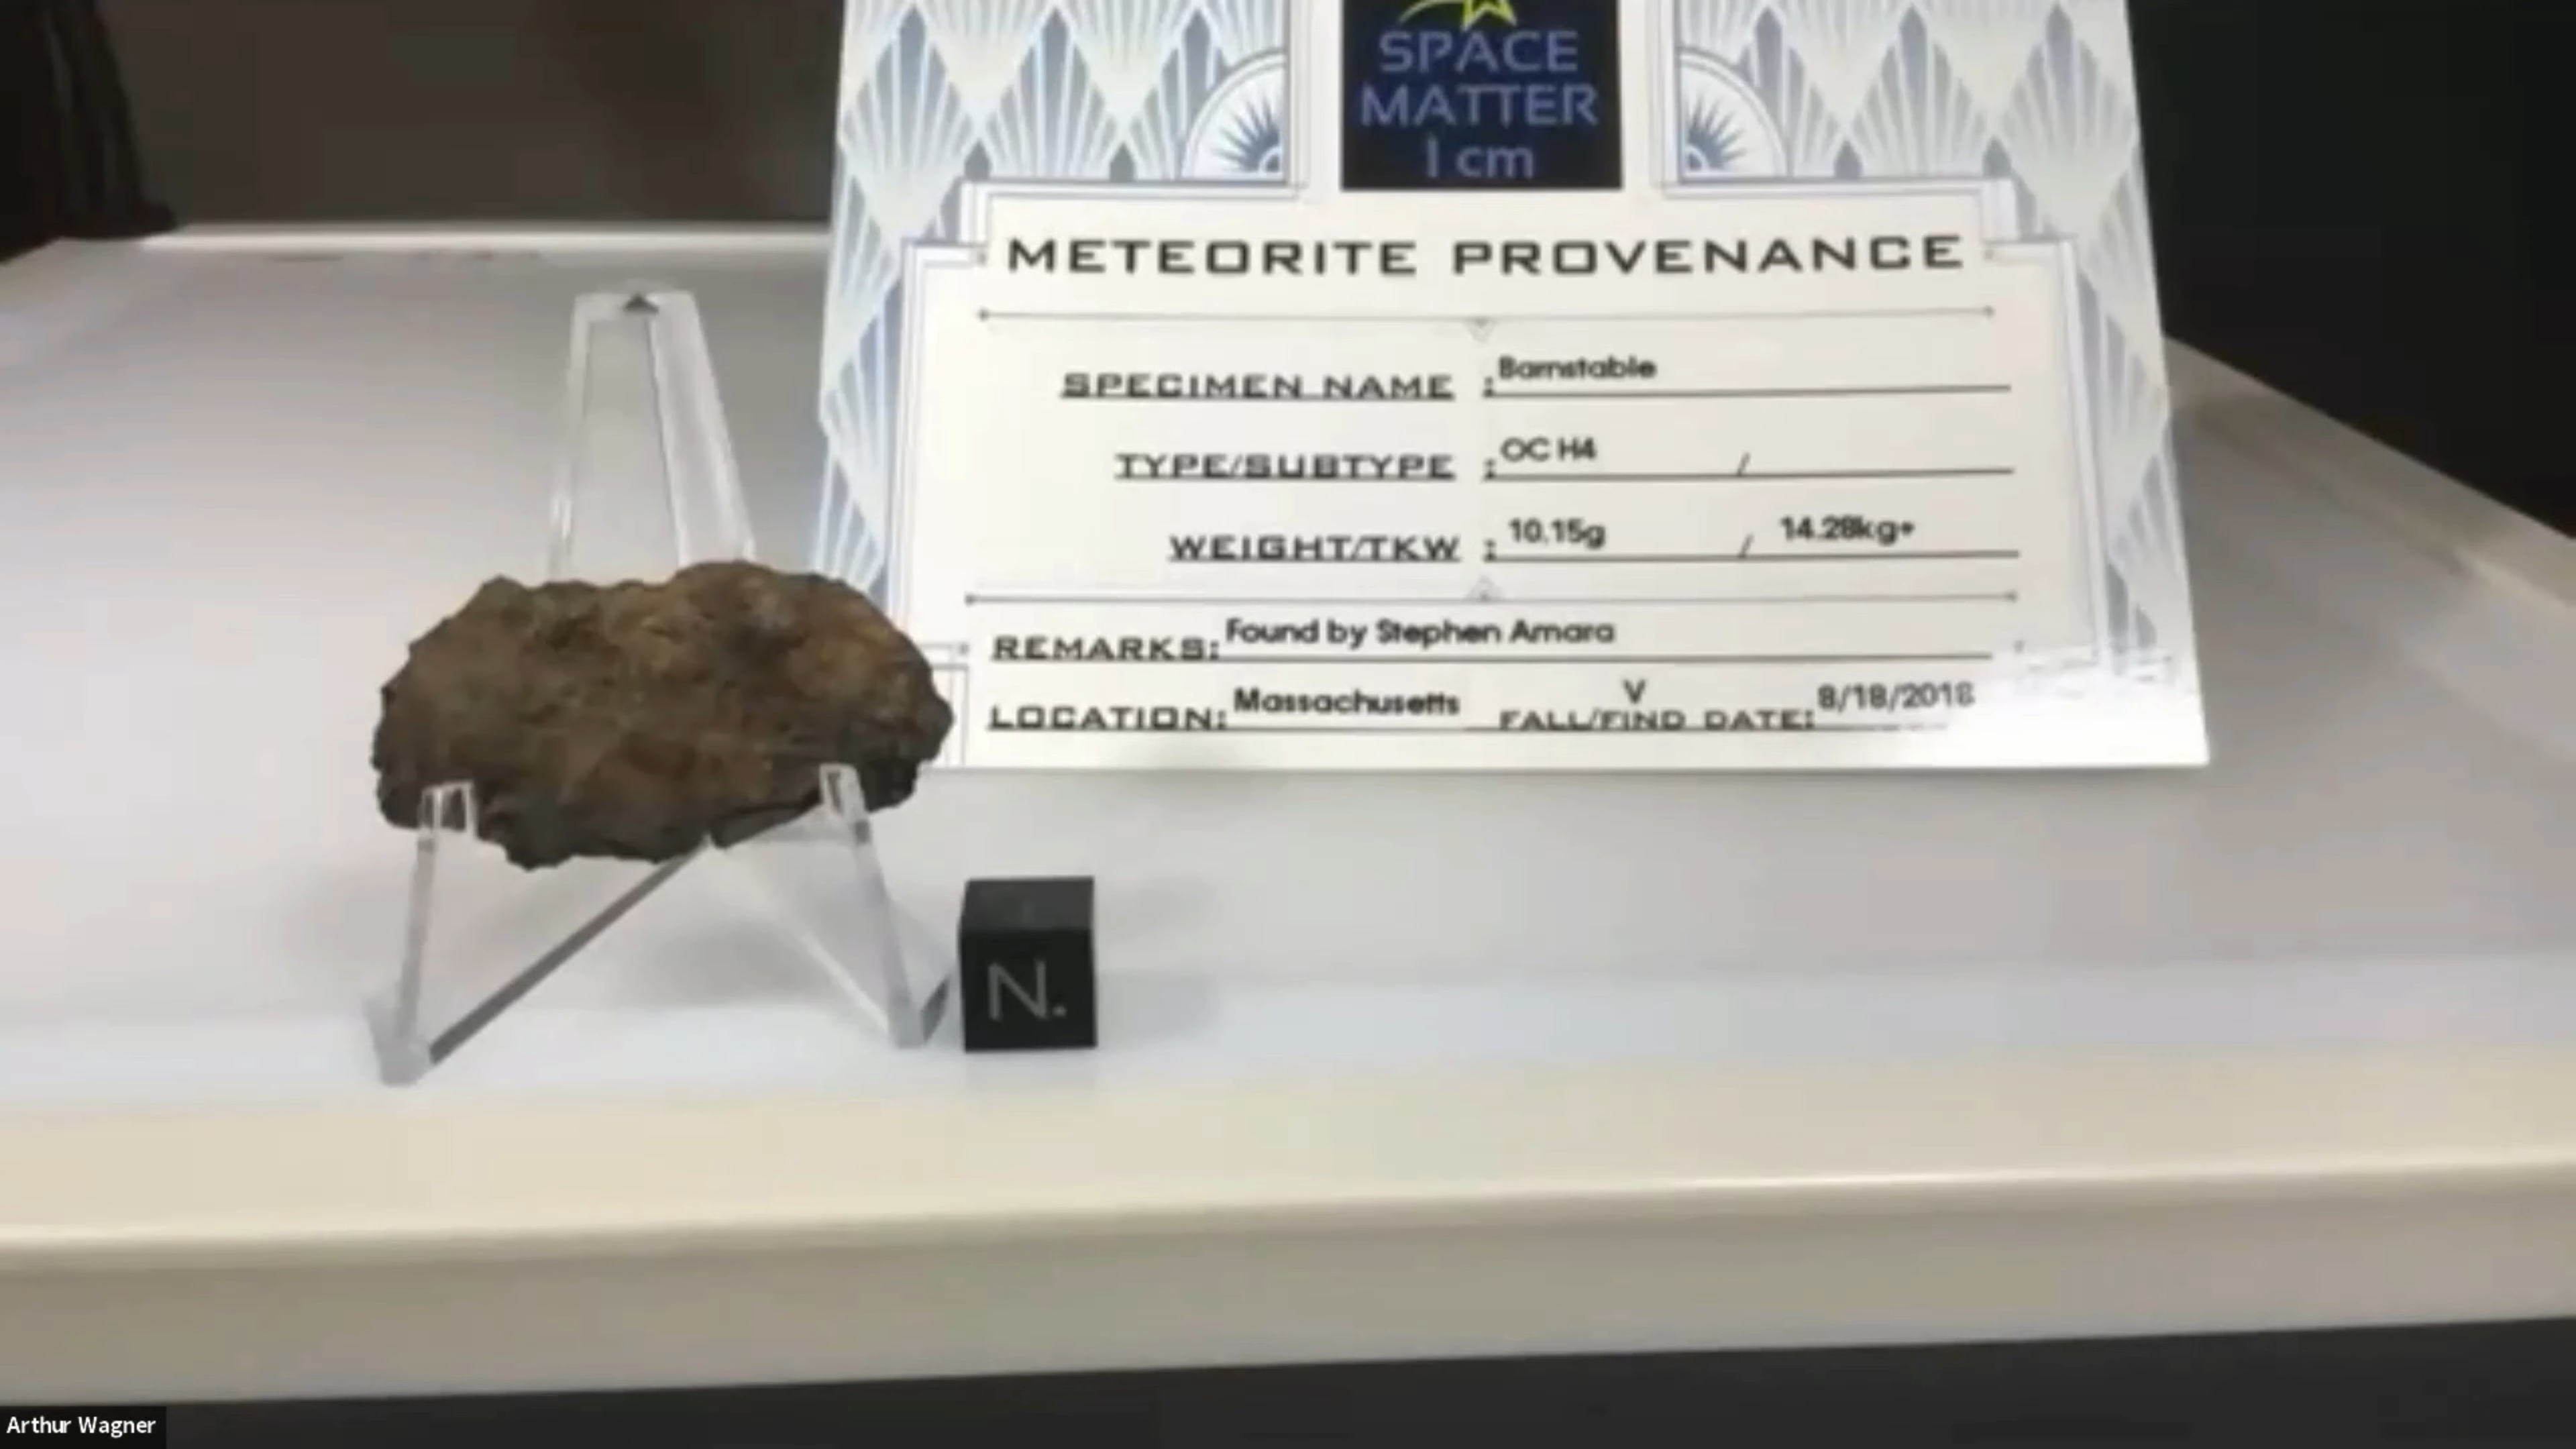 SPACE
MATTER
1 cm
METEORITE PROVENANCE
SPECIMEN NAME : Barnstable
TYPE/SUBTYPE : OC H4 /
WEIGHT/TKW : 10.15g / 14.28kg+
REMARKS: Found by Stephen Amara
LOCATION: Massachusetts V FALL/FIND DATE: 8/18/2018
N.
Arthur Wagner